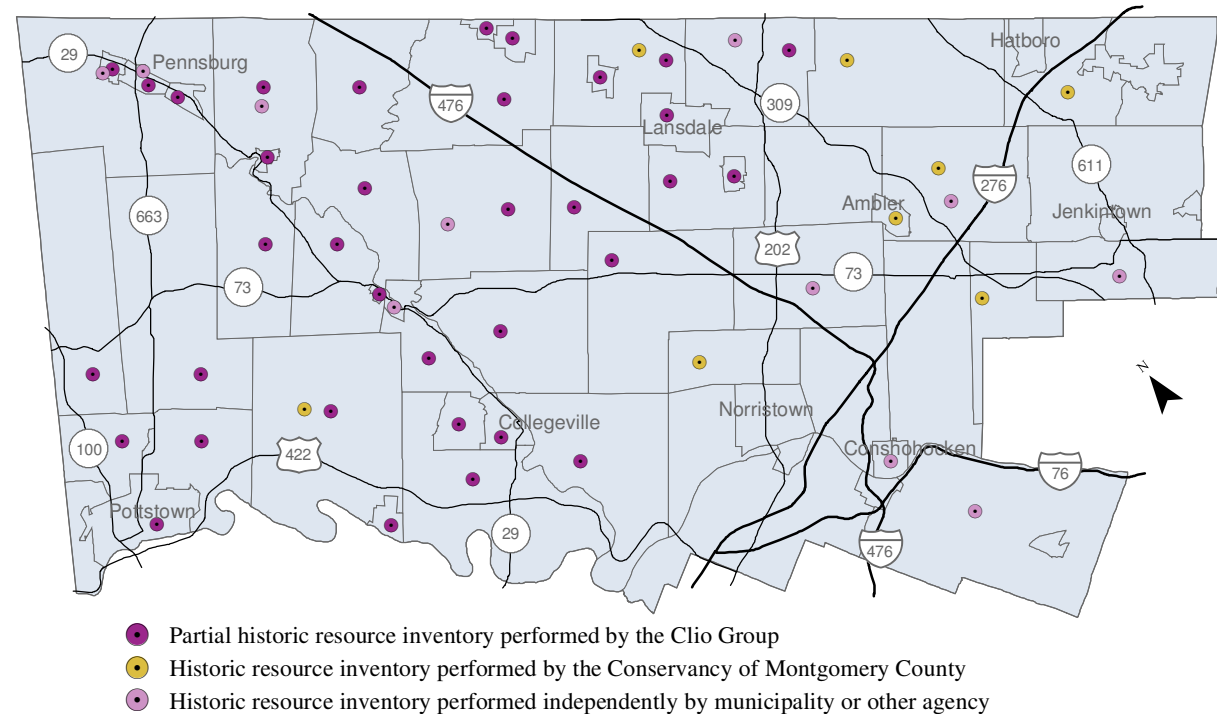 Hatboro
29
Pennsburg
476
309
Lansdale
611
276
Ambler
Jenkintown
663
202
73
73
N
Norristown
Collegeville
100
422
Conshohocken
76
Pottstown
29
476
Partial historic resource inventory performed by the Clio Group
Historic resource inventory performed by the Conservancy of Montgomery County
Historic resource inventory performed independently by municipality or other agency